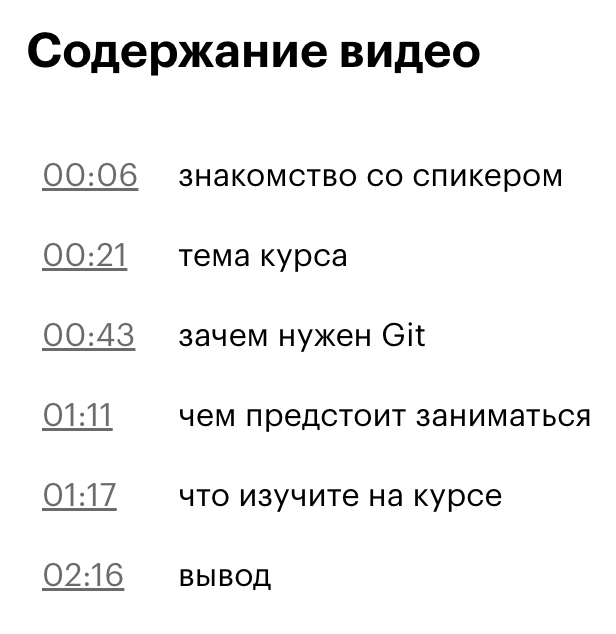 Содержание видео
00:06 знакомство со спикером
00:21 тема курса
00:43 зачем нужен Git
01:11 чем предстоит заниматься
01:17 что изучите на курсе
02:16 вывод